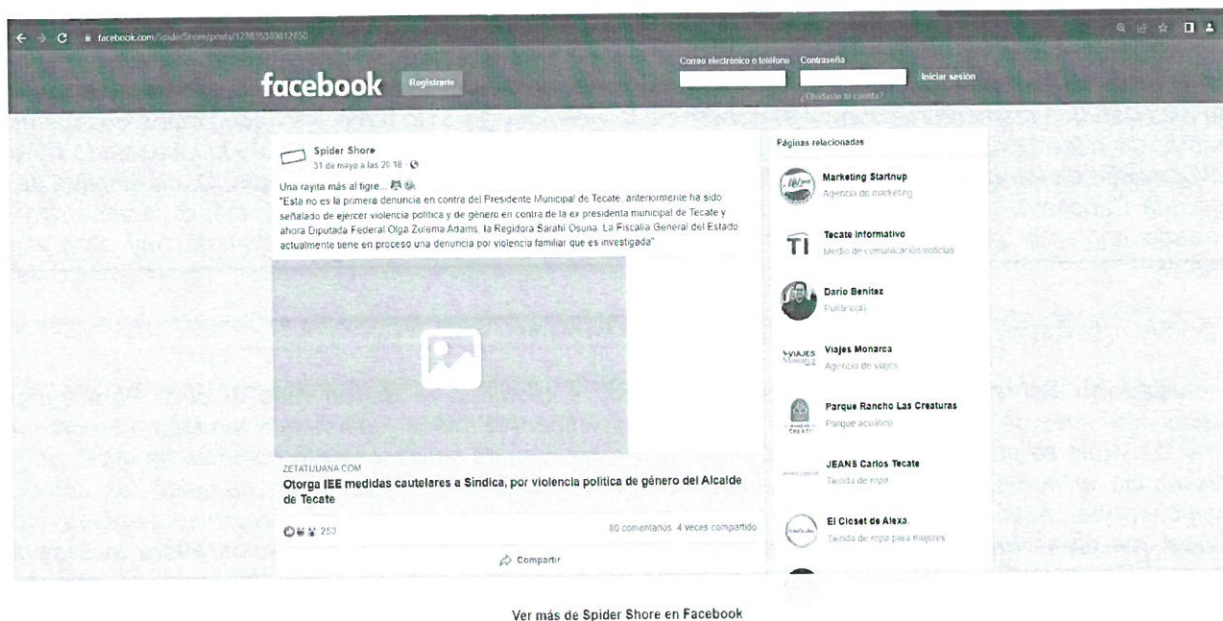 facebook.com/SpiderShore/posts/
Correo electrónico o teléfono Contraseña
facebook Registrarte Iniciar sesión
¿Olvidaste tu cuenta?
Spider Shore
31 de mayo a las 20:18
Una rayita más al tigre...
"Esta no es la primera denuncia en contra del Presidente Municipal de Tecate, anteriormente ha sido
señalado de ejercer violencia política y de género en contra de la ex presidenta municipal de Tecate y
ahora Diputada Federal Olga Zulema Adams, la Regidora Sarahí Osuna. La Fiscalía General del Estado
actualmente tiene en proceso una denuncia por violencia familiar que es investigada".
ZETATIJUANA.COM
Otorga IEE medidas cautelares a Síndica, por violencia política de género del Alcalde
de Tecate
253 80 comentarios 4 veces compartido
Compartir
Páginas relacionadas
Marketing Startnup
Agencia de marketing
TI
Tecate Informativo
Medio de comunicación/noticias
Dario Benitez
Político(a)
VIAJES
Viajes Monarca
Agencia de viajes
Parque Rancho Las Creaturas
Parque acuático
JEANS Carlos Tecate
Tienda de ropa
El Closet de Alexa.
Tienda de ropa para mujeres
Ver más de Spider Shore en Facebook